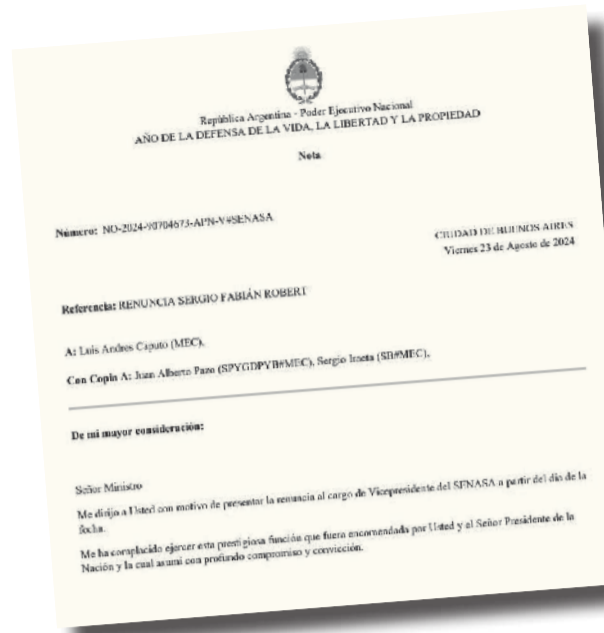 República Argentina - Poder Ejecutivo Nacional
AÑO DE LA DEFENSA DE LA VIDA, LA LIBERTAD Y LA PROPIEDAD
Nota
Número: NO-2024-90704673-APN-V#SENASA
CIUDAD DE BUENOS AIRES
Viernes 23 de Agosto de 2024
Referencia: RENUNCIA SERGIO FABIÁN ROBERT
A: Luis Andres Caputo (MEC),
Con Copia A: Juan Alberto Pazo (SPYGDPYB#MEC), Sergio Iraeta (SB#MEC),
De mi mayor consideración:
Señor Ministro
Me dirijo a Usted con motivo de presentar la renuncia al cargo de Vicepresidente del SENASA a partir del día de la
fecha.
Me ha complacido ejercer esta prestigiosa función que fuera encomendada por Usted y el Señor Presidente de la
Nación y la cual asumí con profundo compromiso y convicción.